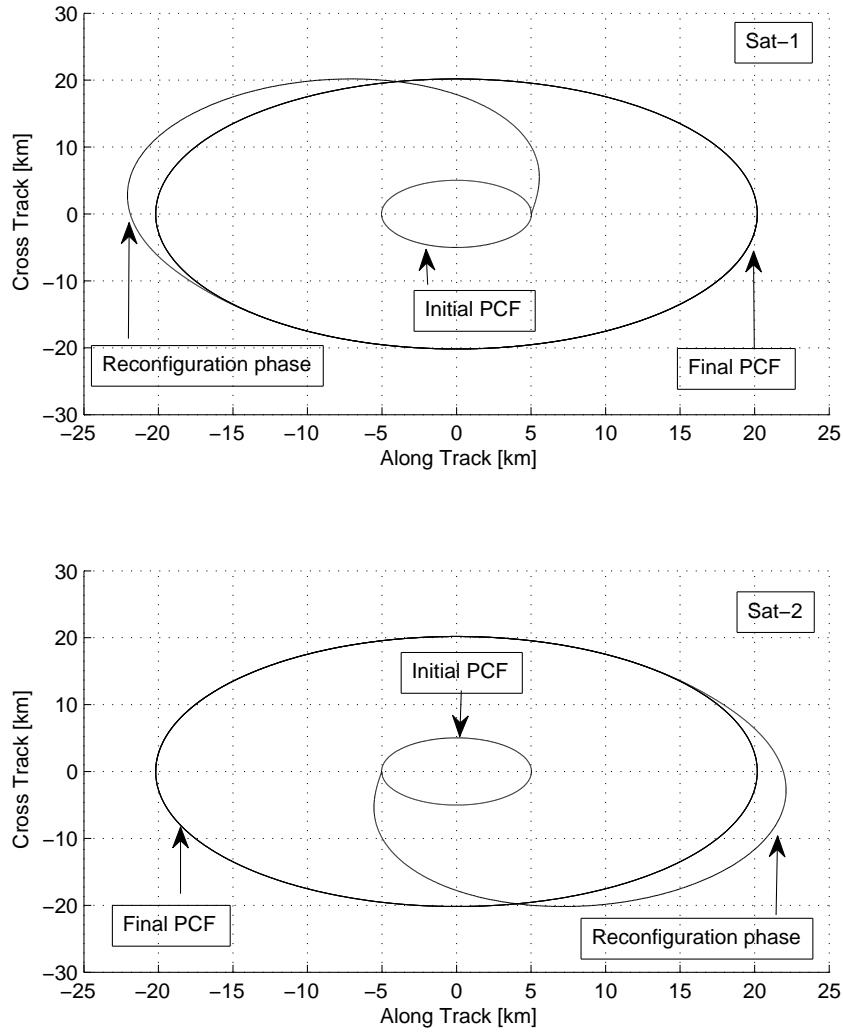 30
Sat−1
20
10
0
−10
−20
−30
Cross Track [km]
Initial PCF
Reconfiguration phase
Final PCF
−25 −20 −15 −10 −5 0 5 10 15 20 25
Along Track [km]
30
Sat−2
20
10
0
−10
−20
−30
Cross Track [km]
Initial PCF
Final PCF
Reconfiguration phase
−25 −20 −15 −10 −5 0 5 10 15 20 25
Along Track [km]